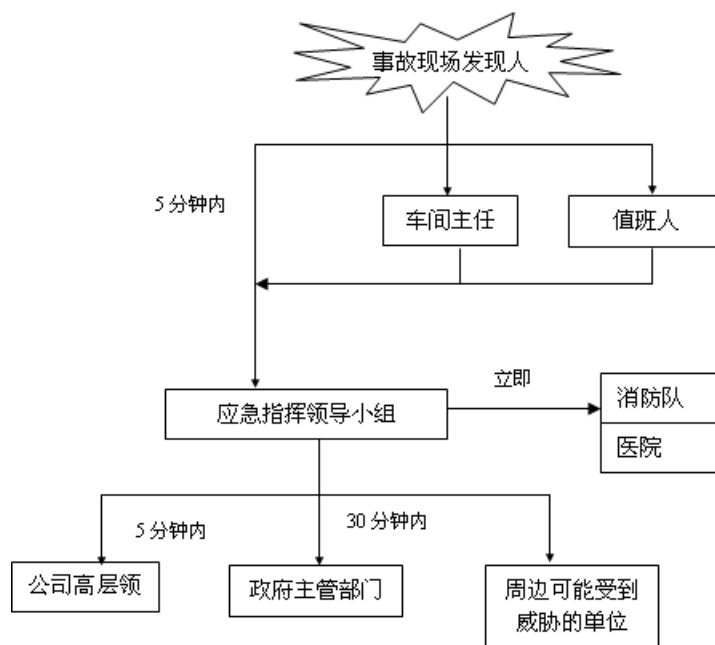 事故现场发现人
5分钟内
车间主任
值班人
应急指挥领导小组
立即
消防队
医院
5分钟内
30分钟内
公司高层领
政府主管部门
周边可能受到
威胁的单位